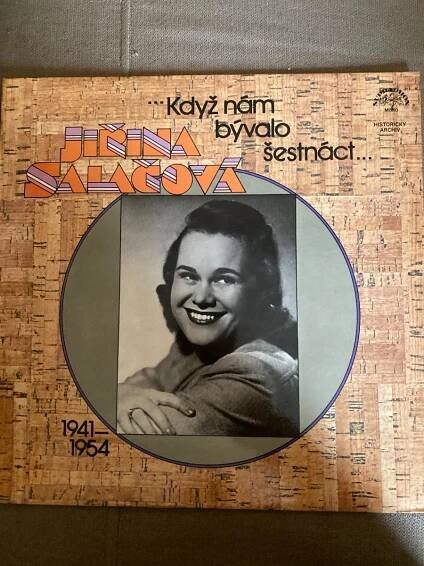 ...Když nám
bývalo
šestnáct...
JIŘINA
SALAČOVÁ
MONO
HISTORICKÝ
ARCHIV
1941—
1954